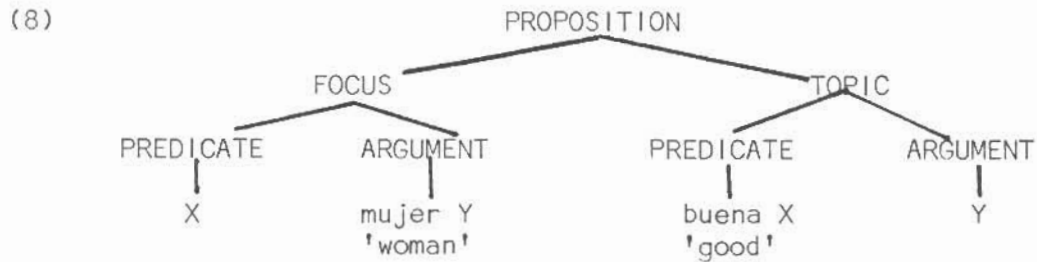 (8) PROPOSITION
FOCUS TOPIC
PREDICATE ARGUMENT PREDICATE ARGUMENT
X mujer Y buena X Y
'woman' 'good'